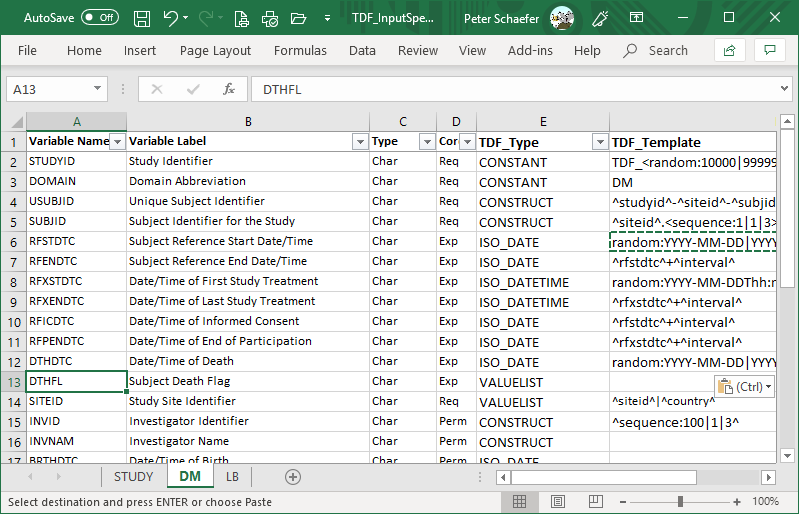 AutoSave Off TDF_InputSpe... Peter Schaefer
File Home Insert Page Layout Formulas Data Review View Add-ins Help Search
A13 fx DTHFL
A B C D E
1 Variable Name Variable Label Type Cor TDF_Type TDF_Template
2 STUDYID Study Identifier Char Req CONSTANT TDF_<random:10000|99999
3 DOMAIN Domain Abbreviation Char Req CONSTANT DM
4 USUBJID Unique Subject Identifier Char Req CONSTRUCT ^studyid^-^siteid^-^subjid
5 SUBJID Subject Identifier for the Study Char Req CONSTRUCT ^siteid^.<sequence:1|1|3>
6 RFSTDTC Subject Reference Start Date/Time Char Exp ISO_DATE random:YYYY-MM-DD|YYYY
7 RFENDTC Subject Reference End Date/Time Char Exp ISO_DATE ^rfstdtc^+^interval^
8 RFXSTDTC Date/Time of First Study Treatment Char Exp ISO_DATETIME random:YYYY-MM-DDThh:r
9 RFXENDTC Date/Time of Last Study Treatment Char Exp ISO_DATETIME ^rfxstdtc^+^interval^
10 RFICDTC Date/Time of Informed Consent Char Exp ISO_DATE ^rfstdtc^+^interval^
11 RFPENDTC Date/Time of End of Participation Char Exp ISO_DATE ^rfxstdtc^+^interval^
12 DTHDTC Date/Time of Death Char Exp ISO_DATE random:YYYY-MM-DD|YYYY
13 DTHFL Subject Death Flag Char Exp VALUELIST (Ctrl)
14 SITEID Study Site Identifier Char Req VALUELIST ^siteid^|^country^
15 INVID Investigator Identifier Char Perm CONSTRUCT ^sequence:100|1|3^
16 INVNAM Investigator Name Char Perm CONSTRUCT
17 BRTHDTC Date/Time of Birth Char Perm ISO_DATE
STUDY DM LB
Select destination and press ENTER or choose Paste 100%